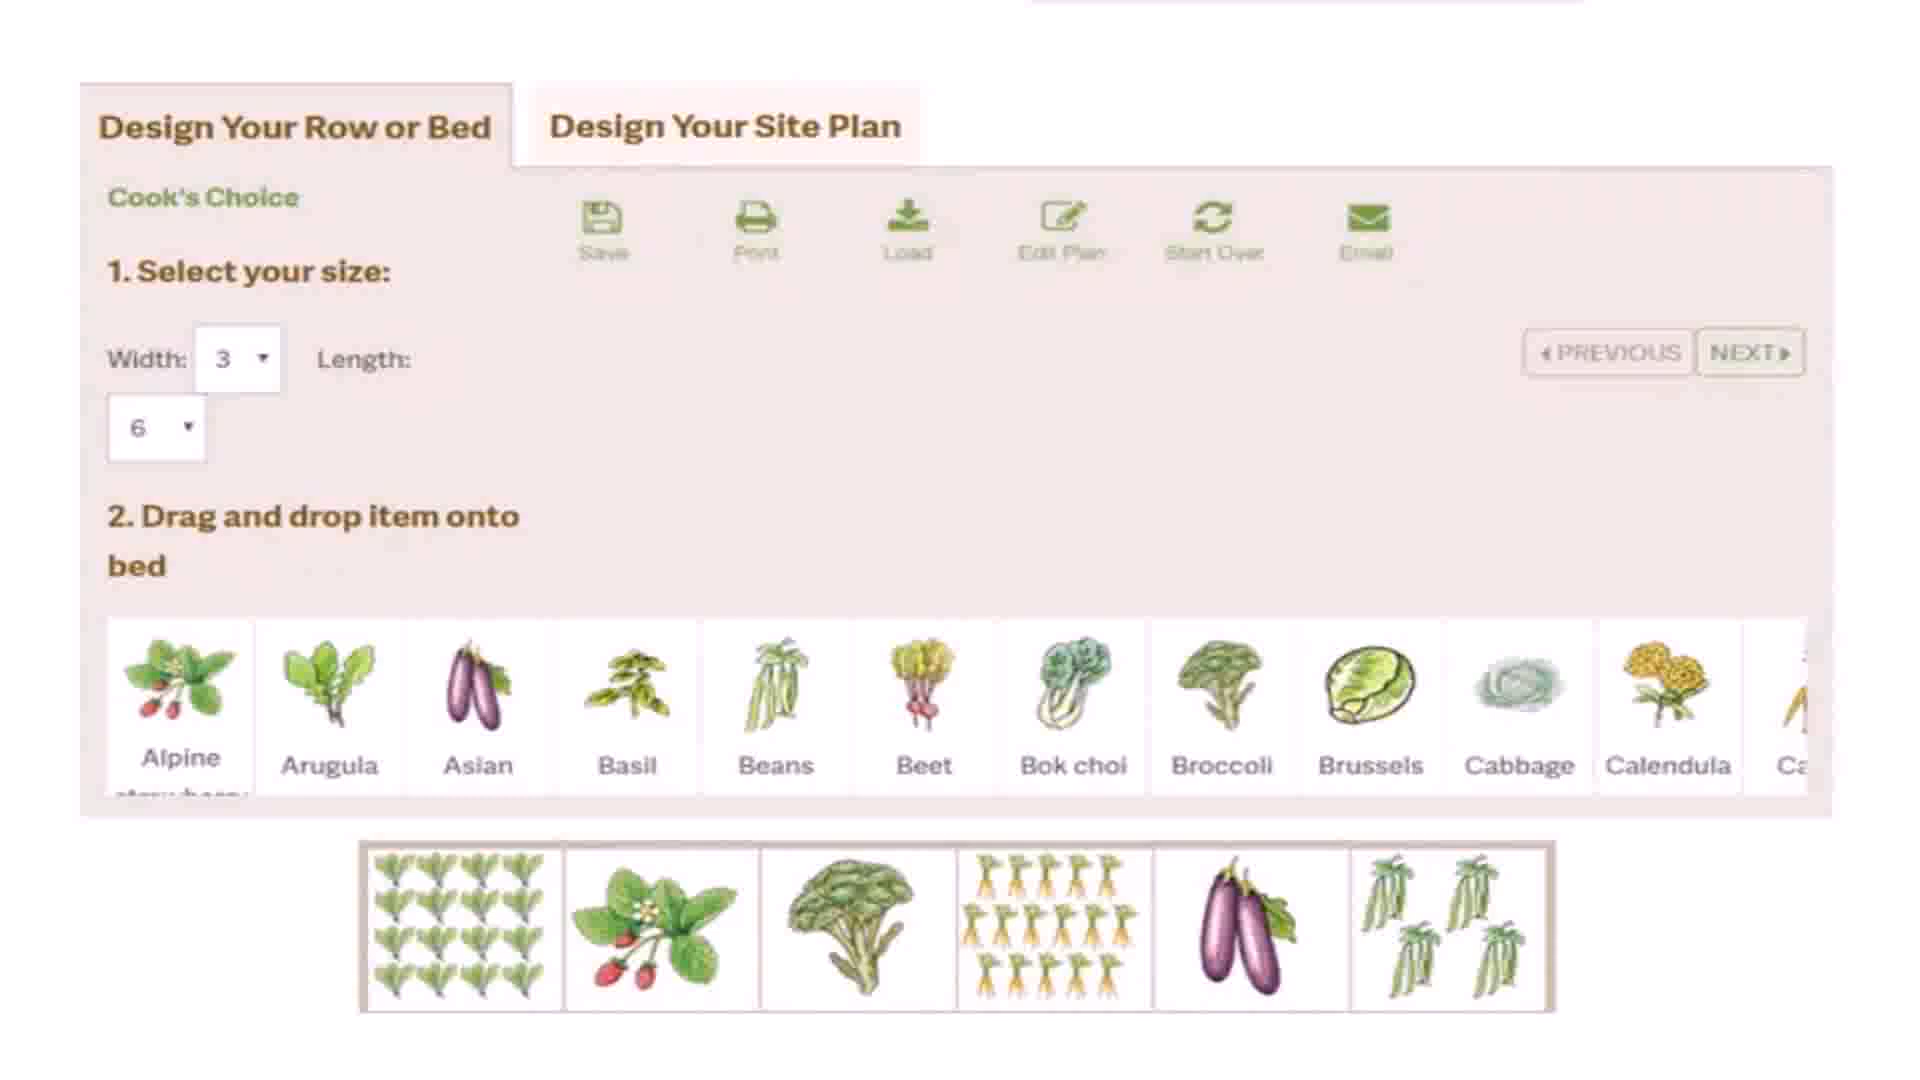 Design Your Row or Bed
Design Your Site Plan
Cook's Choice
Save
Print
Load
Edit Plan
Start Over
Email
1. Select your size:
Width: 3 Length:
PREVIOUS
NEXT
6
2. Drag and drop item onto
bed
Alpine
Arugula
Asian
Basil
Beans
Beet
Bok choi
Broccoli
Brussels
Cabbage
Calendula
Ca
strawberry